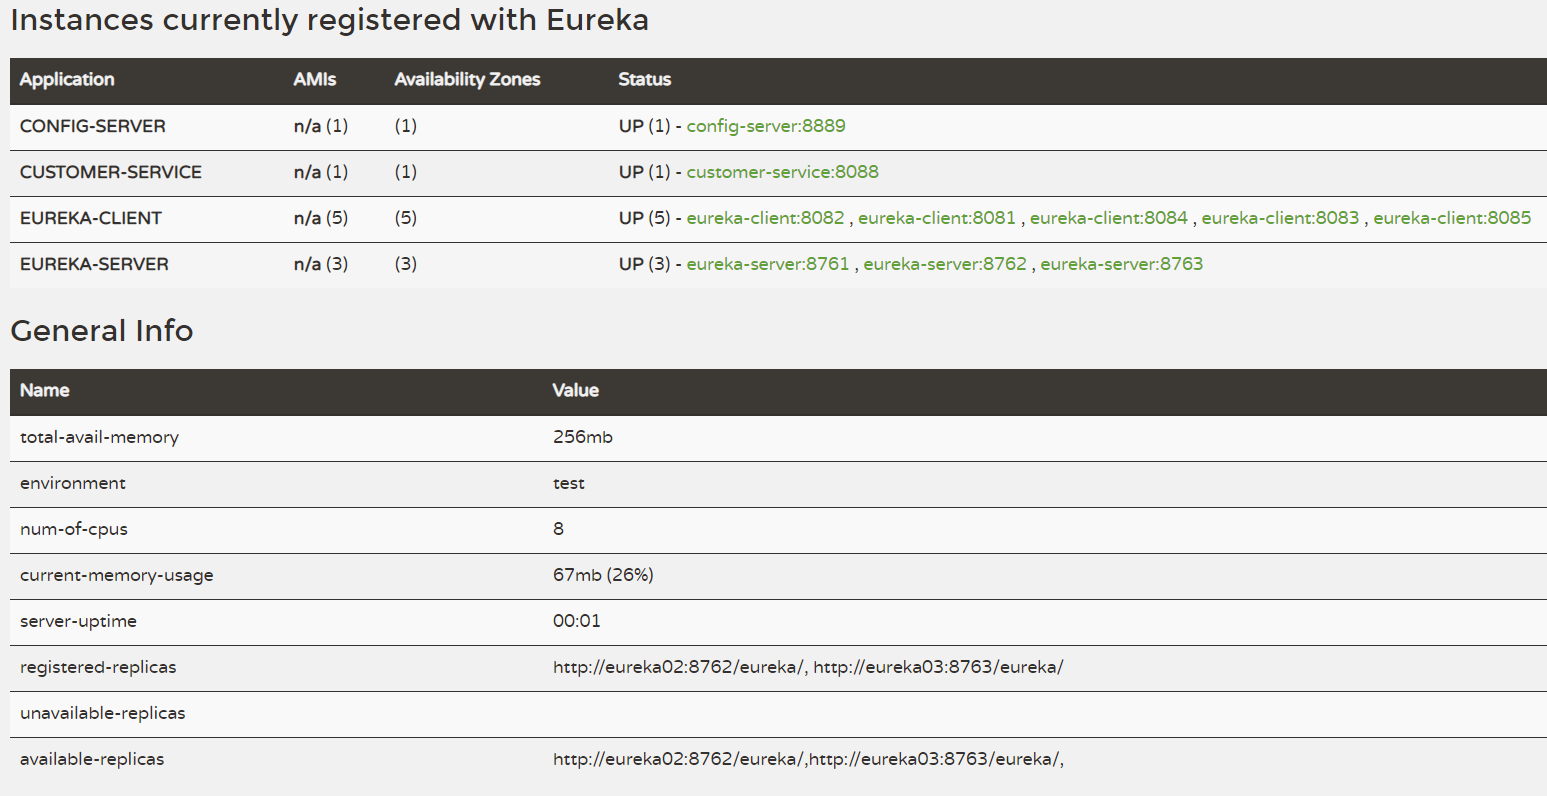 Instances currently registered with Eureka
Application AMIs Availability Zones Status
CONFIG-SERVER n/a (1) (1) UP (1) - config-server:8889
CUSTOMER-SERVICE n/a (1) (1) UP (1) - customer-service:8088
EUREKA-CLIENT n/a (5) (5) UP (5) - eureka-client:8082 , eureka-client:8081 , eureka-client:8084 , eureka-client:8083 , eureka-client:8085
EUREKA-SERVER n/a (3) (3) UP (3) - eureka-server:8761 , eureka-server:8762 , eureka-server:8763
General Info
Name Value
total-avail-memory 256mb
environment test
num-of-cpus 8
current-memory-usage 67mb (26%)
server-uptime 00:01
registered-replicas http://eureka02:8762/eureka/, http://eureka03:8763/eureka/
unavailable-replicas
available-replicas http://eureka02:8762/eureka/,http://eureka03:8763/eureka/,